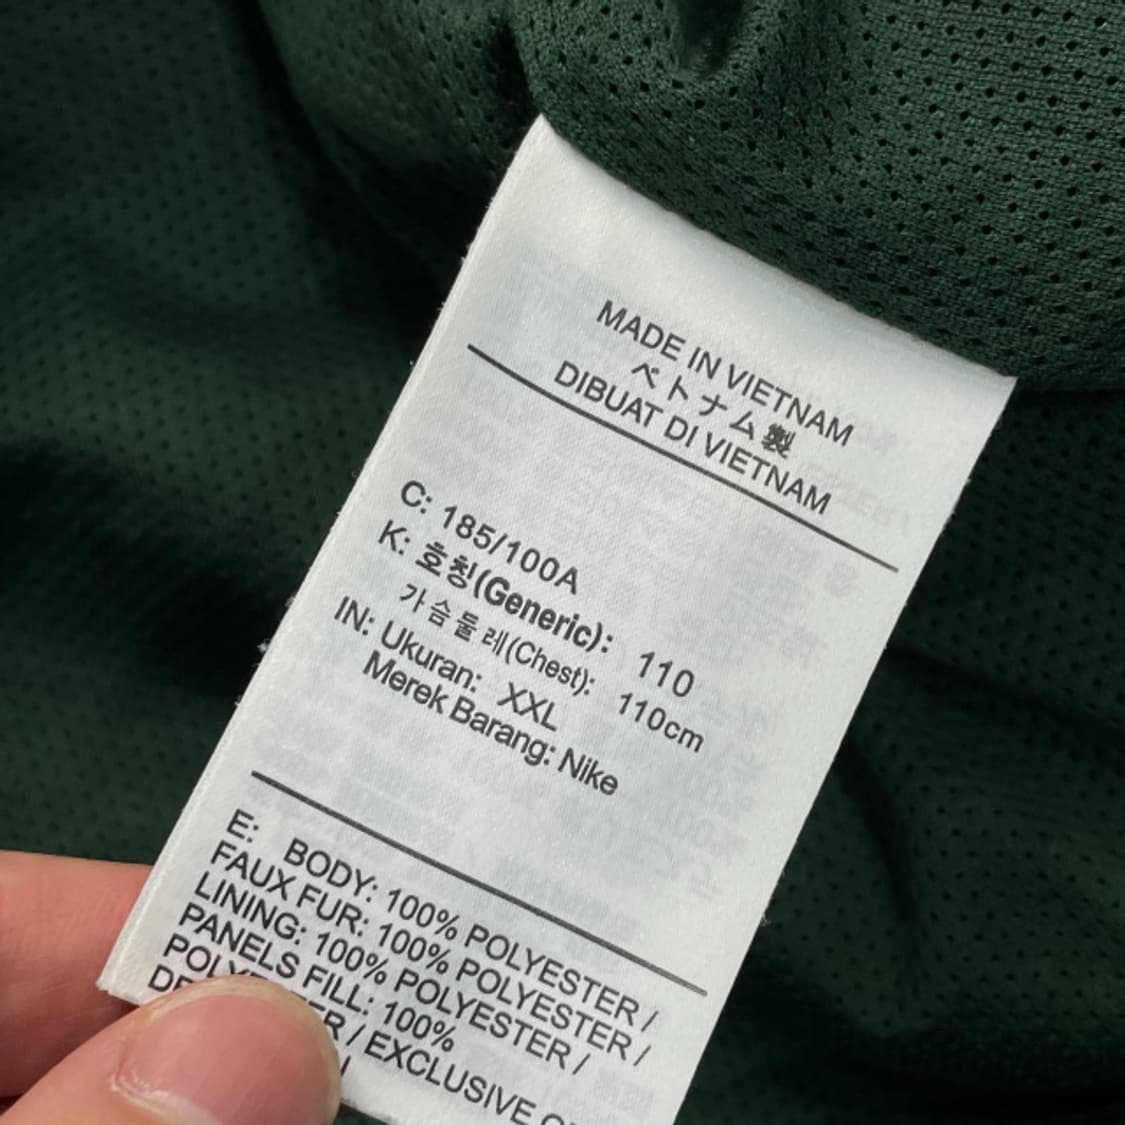 MADE IN VIETNAM
ベトナム製
DIBUAT DI VIETNAM
C: 185/100A
K: 호칭(Generic): 110
가슴둘레(Chest): 110cm
IN: Ukuran: XXL
Merek Barang: Nike
E: BODY: 100% POLYESTER /
FAUX FUR: 100% POLYESTER /
LINING: 100% POLYESTER /
PANELS FILL: 100%
/ EXCLUSIVE